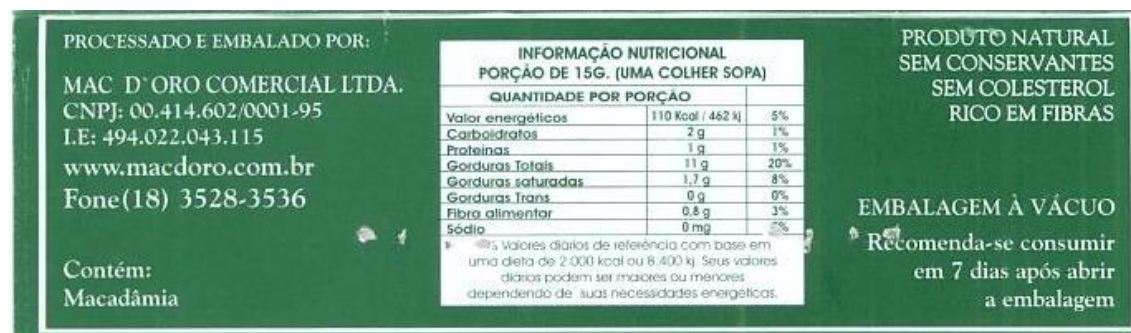 PROCESSADO E EMBALADO POR:
MAC D`ORO COMERCIAL LTDA.
CNPJ: 00.414.602/0001-95
I.E: 494.022.043.115
www.macdoro.com.br
Fone(18) 3528-3536
Contém:
Macadâmia
INFORMAÇÃO NUTRICIONAL
PORÇÃO DE 15G. (UMA COLHER SOPA)
QUANTIDADE POR PORÇÃO
Valor energéticos 110 Kcal / 462 kj 5%
Carboidratos 2 g 1%
Proteinas 1 g 1%
Gorduras Totais 11 g 20%
Gorduras saturadas 1,7 g 8%
Gorduras Trans 0 g 0%
Fibra alimentar 0,8 g 3%
Sódio 0 mg
Valores diários de referência com base em
uma dieta de 2.000 kcal ou 8.400 kj. Seus valores
diários podem ser maiores ou menores
dependendo de suas necessidades energéticas.
PRODUTO NATURAL
SEM CONSERVANTES
SEM COLESTEROL
RICO EM FIBRAS
EMBALAGEM À VÁCUO
Recomenda-se consumir
em 7 dias após abrir
a embalagem